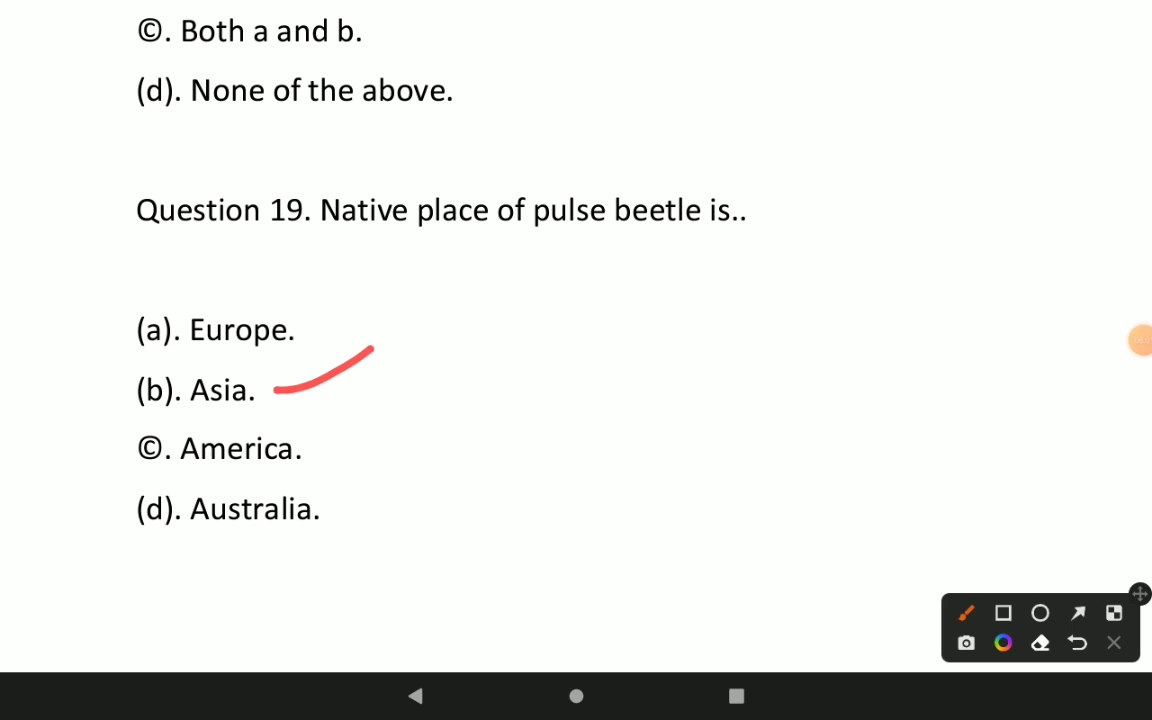 ©. Both a and b.
(d). None of the above.
Question 19. Native place of pulse beetle is..
(a). Europe.
(b). Asia.
©. America.
(d). Australia.